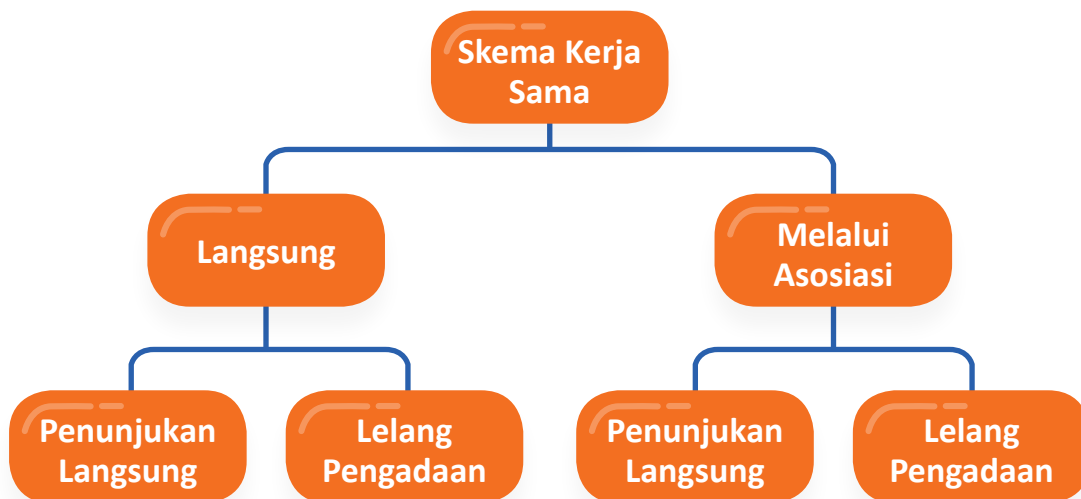 Skema Kerja
Sama
Langsung
Melalui
Asosiasi
Penunjukan
Langsung
Lelang
Pengadaan
Penunjukan
Langsung
Lelang
Pengadaan